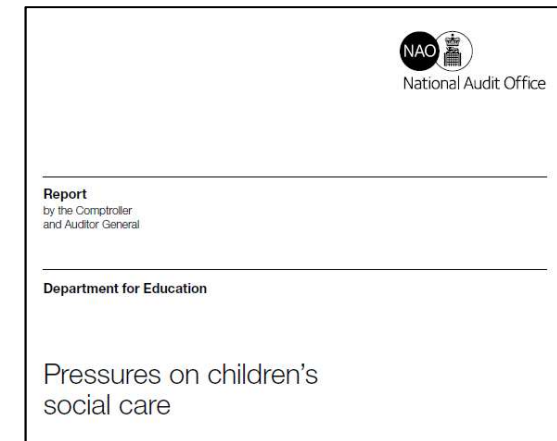 NAO
National Audit Office
Report
by the Comptroller
and Auditor General
Department for Education
Pressures on children's
social care